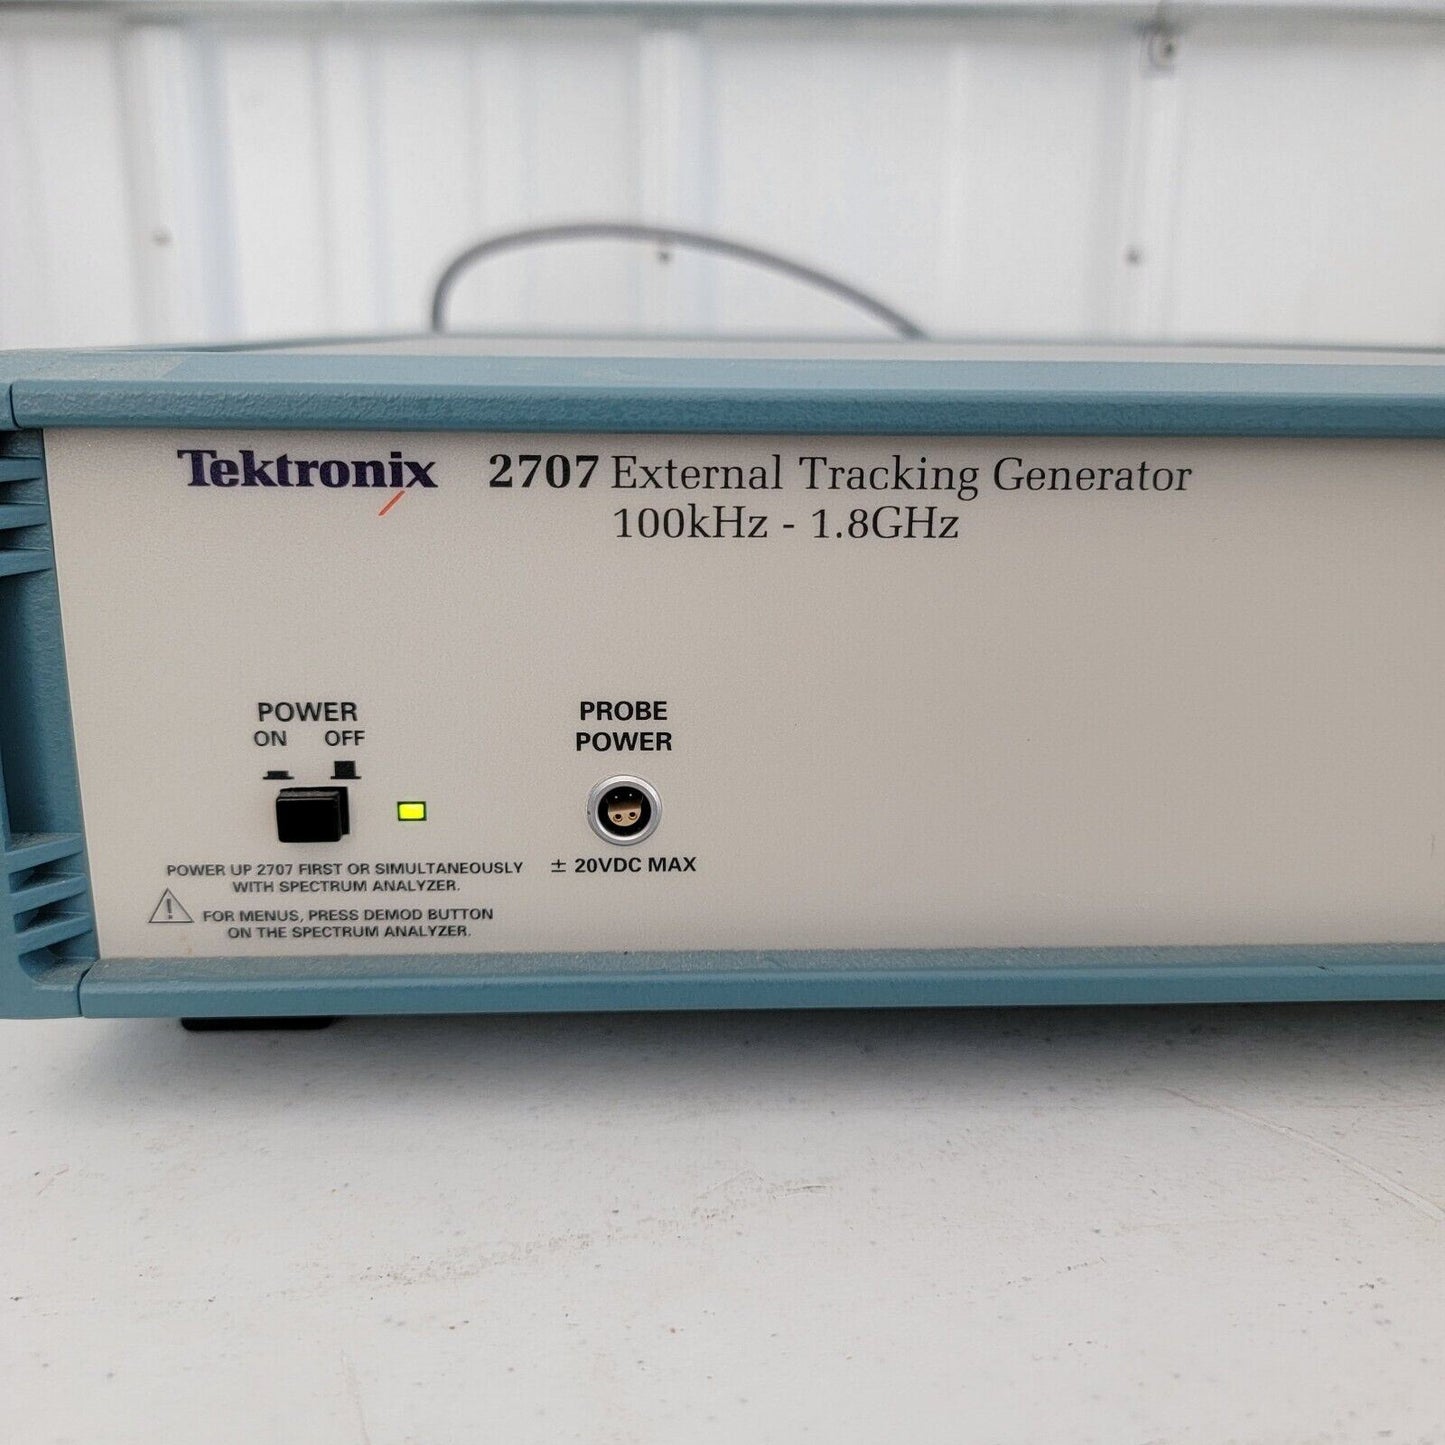 Tektronix 2707 External Tracking Generator
100kHz - 1.8GHz
POWER
ON OFF
PROBE
POWER
± 20VDC MAX
POWER UP 2707 FIRST OR SIMULTANEOUSLY
WITH SPECTRUM ANALYZER.
! FOR MENUS, PRESS DEMOD BUTTON
ON THE SPECTRUM ANALYZER.